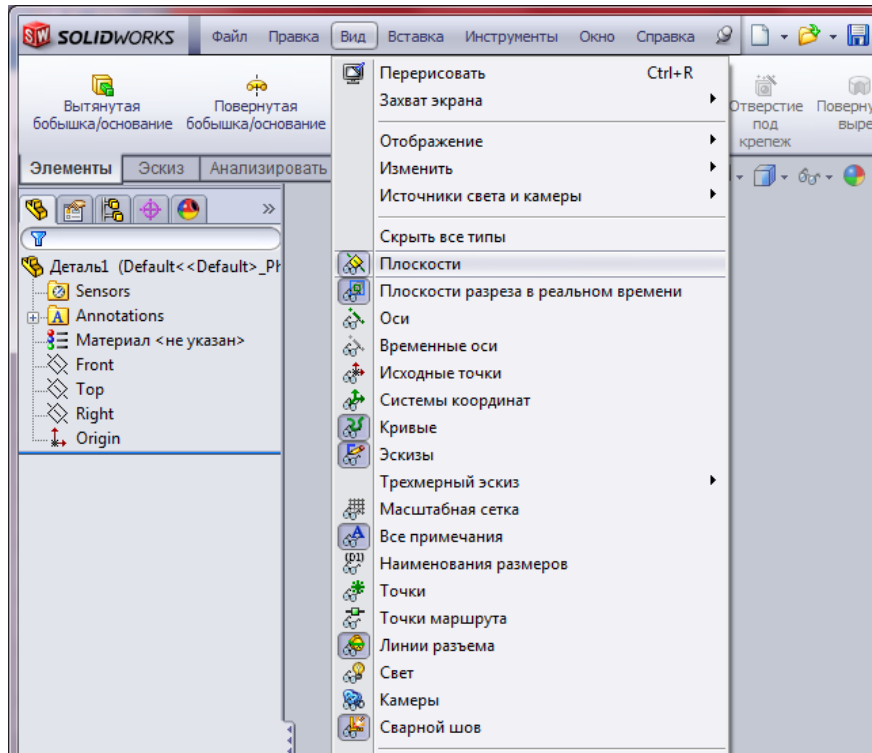 SW SOLIDWORKS Файл Правка Вид Вставка Инструменты Окно Справка
Вытянутая бобышка/основание
Повернутая бобышка/основание
Отверстие под крепеж
Элементы Эскиз Анализировать
»
Деталь1 (Default<<Default>_Ph
Sensors
Annotations
Материал <не указан>
Front
Top
Right
Origin
Перерисовать Ctrl+R
Захват экрана
Отображение
Изменить
Источники света и камеры
Скрыть все типы
Плоскости
Плоскости разреза в реальном времени
Оси
Временные оси
Исходные точки
Системы координат
Кривые
Эскизы
Трехмерный эскиз
Масштабная сетка
Все примечания
Наименования размеров
Точки
Точки маршрута
Линии разъема
Свет
Камеры
Сварной шов